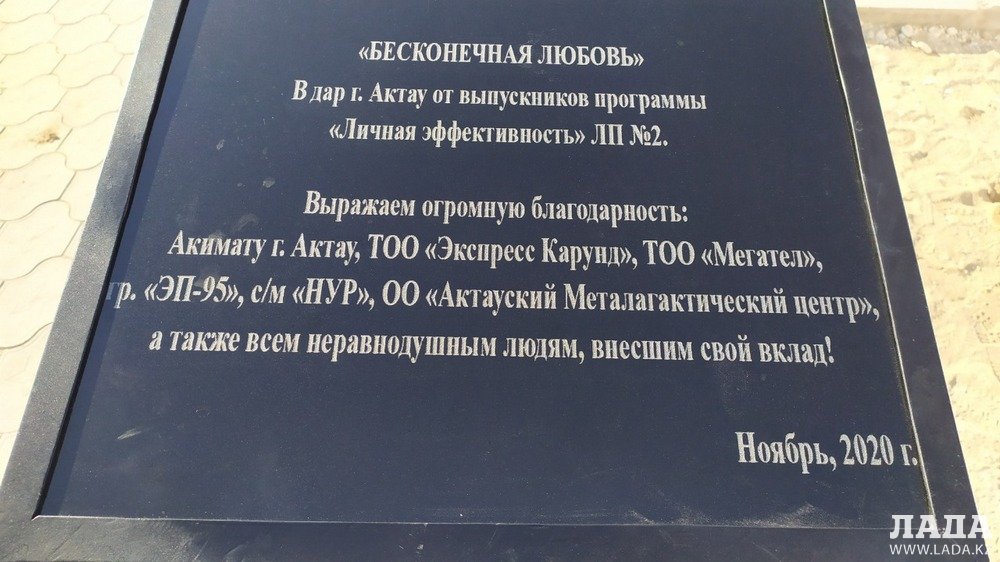 «БЕСКОНЕЧНАЯ ЛЮБОВЬ»
В дар г. Актау от выпускников программы
«Личная эффективность» ЛП №2.
Выражаем огромную благодарность:
Акимату г. Актау, ТОО «Экспресс Карунд», ТОО «Мегател»,
гр. «ЭП-95», с/м «НУР», ОО «Актауский Металагактический центр»,
а также всем неравнодушным людям, внесшим свой вклад!
Ноябрь, 2020 г.
ЛАДА
WWW.LADA.KZ